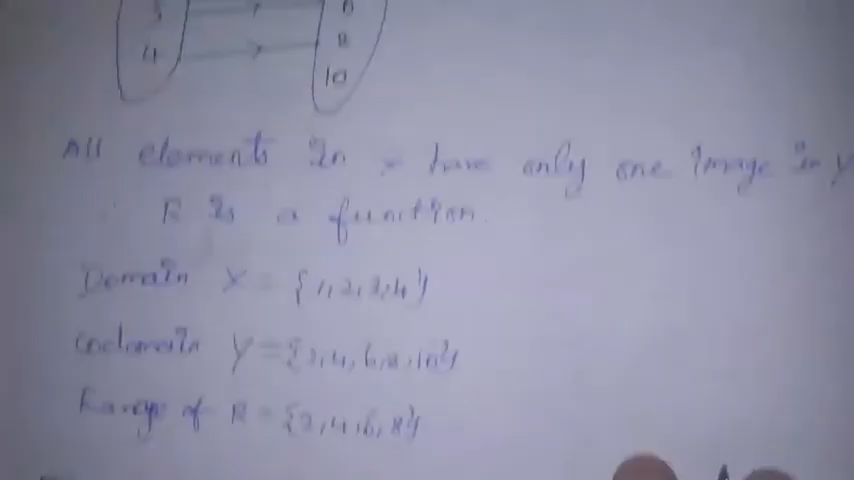 3 6
4 8
10
All elements in x have only one image in y
∴ R is a function.
Domain X = {1,2,3,4}
Codomain Y = {2,4,6,8,10}
Range of R = {2,4,6,8}